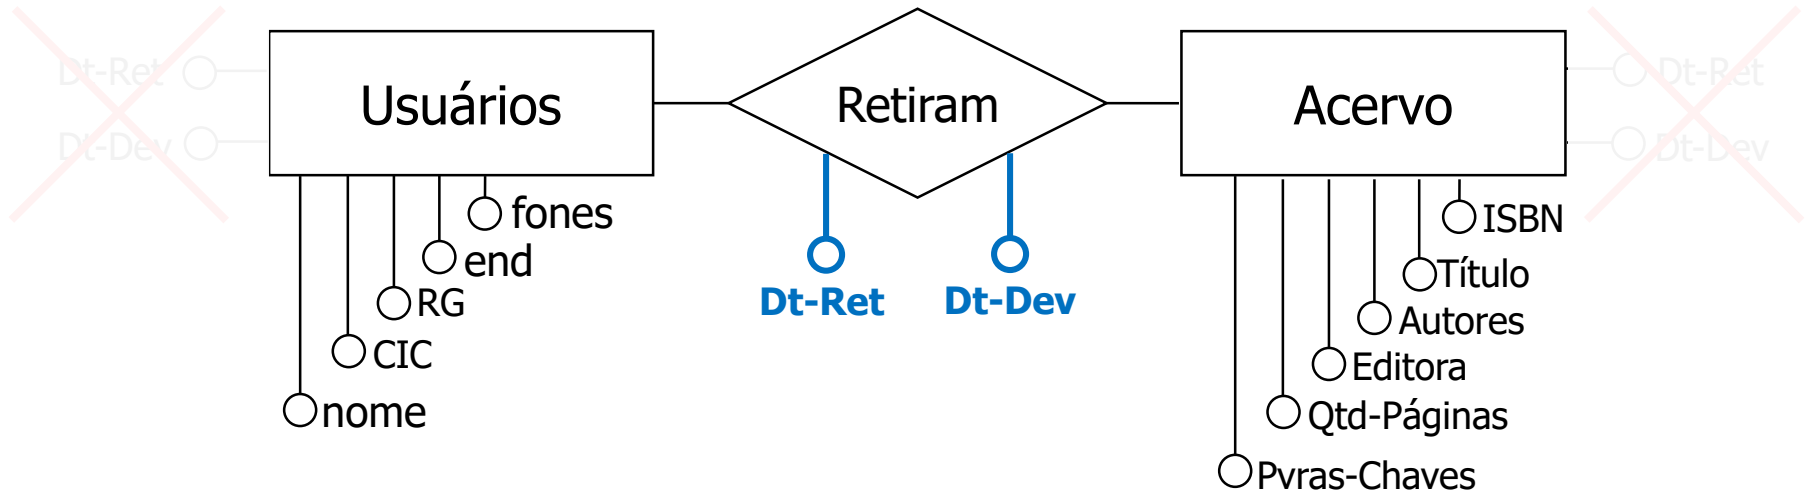 Dt-Ret
Dt-Dev
Usuários
Retiram
Acervo
Dt-Ret
Dt-Dev
fones
end
RG
CIC
nome
Dt-Ret
Dt-Dev
ISBN
Título
Autores
Editora
Qtd-Páginas
Pvras-Chaves